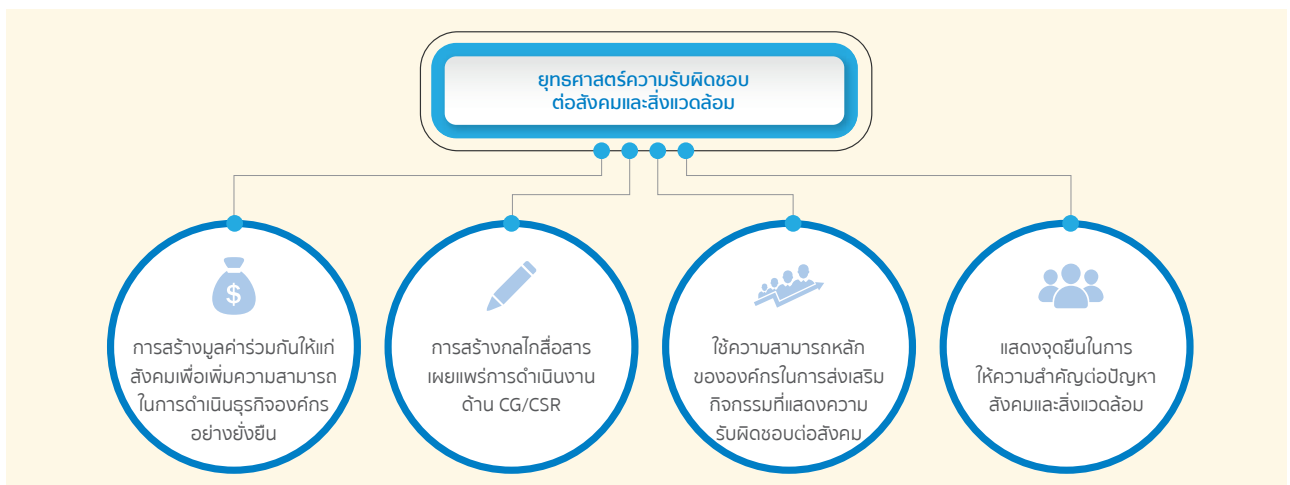 ยุทธศาสตร์ความรับผิดชอบ
ต่อสังคมและสิ่งแวดล้อม
$
การสร้างมูลค่าร่วมกันให้แก่
สังคมเพื่อเพิ่มความสามารถ
ในการดำเนินธุรกิจองค์กร
อย่างยั่งยืน
การสร้างกลไกสื่อสาร
เผยแพร่การดำเนินงาน
ด้าน CG/CSR
ใช้ความสามารถหลัก
ขององค์กรในการส่งเสริม
กิจกรรมที่แสดงความ
รับผิดชอบต่อสังคม
แสดงจุดยืนในการ
ให้ความสำคัญต่อปัญหา
สังคมและสิ่งแวดล้อม